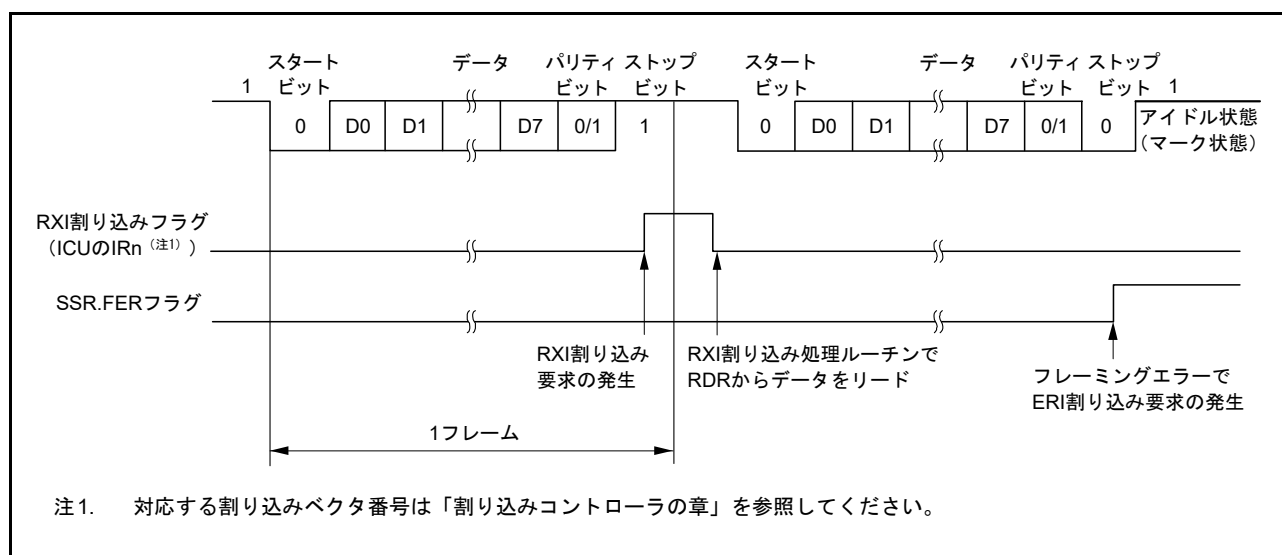 スタート
ビット
データ
パリティ
ビット
ストップ
ビット
スタート
ビット
データ
パリティ
ビット
ストップ
ビット
1
0
D0
D1
D7
0/1
1
0
D0
D1
D7
0/1
0
1
アイドル状態
（マーク状態）
RXI割り込みフラグ
（ICUのIRn（注1））
SSR.FERフラグ
RXI割り込み
要求の発生
RXI割り込み処理ルーチンで
RDRからデータをリード
フレーミングエラーで
ERI割り込み要求の発生
1フレーム
注1. 対応する割り込みベクタ番号は「割り込みコントローラの章」を参照してください。